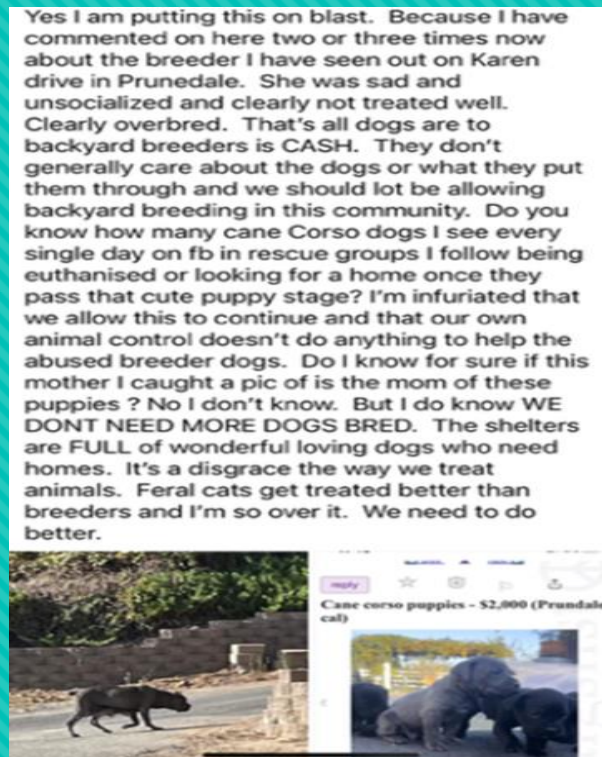 Yes I am putting this on blast.  Because I have
commented on here two or three times now
about the breeder I have seen out on Karen
drive in Prunedale.  She was sad and
unsocialized and clearly not treated well.
Clearly overbred.  That's all dogs are to
backyard breeders is CASH.  They don't
generally care about the dogs or what they put
them through and we should lot be allowing
backyard breeding in this community.  Do you
know how many cane Corso dogs I see every
single day on fb in rescue groups I follow being
euthanised or looking for a home once they
pass that cute puppy stage? I'm infuriated that
we allow this to continue and that our own
animal control doesn't do anything to help the
abused breeder dogs.  Do I know for sure if this
mother I caught a pic of is the mom of these
puppies ? No I don't know.  But I do know WE
DONT NEED MORE DOGS BRED.  The shelters
are FULL of wonderful loving dogs who need
homes.  It's a disgrace the way we treat
animals.  Feral cats get treated better than
breeders and I'm so over it.  We need to do
better.
reply
Cane corso puppies - $2,000 (Prundale
cal)